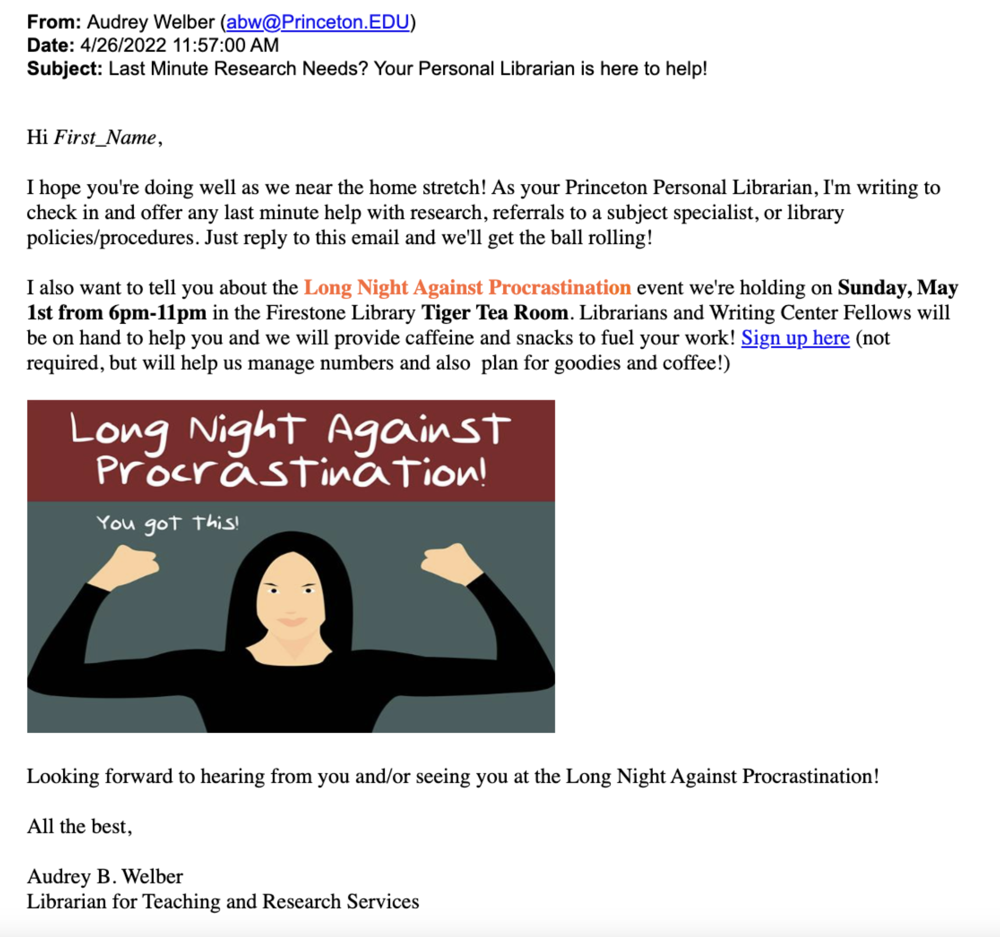 From: Audrey Welber (abw@Princeton.EDU)
Date: 4/26/2022 11:57:00 AM
Subject: Last Minute Research Needs? Your Personal Librarian is here to help!
Hi First_Name,
I hope you're doing well as we near the home stretch! As your Princeton Personal Librarian, I'm writing to
check in and offer any last minute help with research, referrals to a subject specialist, or library
policies/procedures. Just reply to this email and we'll get the ball rolling!
I also want to tell you about the Long Night Against Procrastination event we're holding on Sunday, May
1st from 6pm-11pm in the Firestone Library Tiger Tea Room. Librarians and Writing Center Fellows will
be on hand to help you and we will provide caffeine and snacks to fuel your work! Sign up here (not
required, but will help us manage numbers and also  plan for goodies and coffee!)
Long Night Against
Procrastination!
You got this!
Looking forward to hearing from you and/or seeing you at the Long Night Against Procrastination!
All the best,
Audrey B. Welber
Librarian for Teaching and Research Services